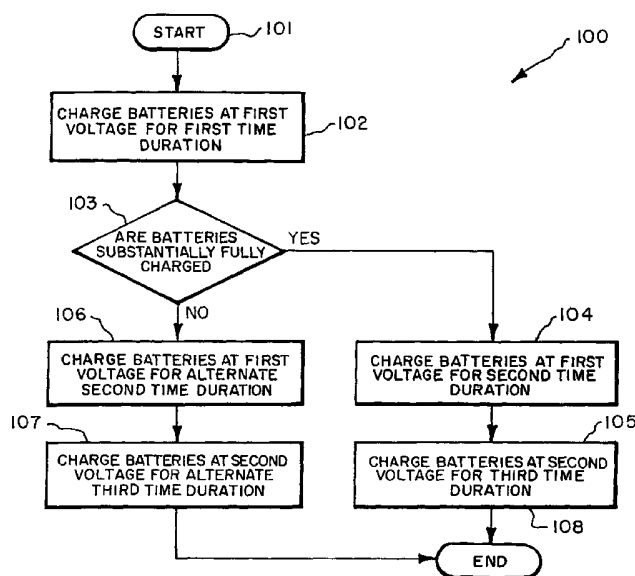 START
101
100
CHARGE BATTERIES AT FIRST
VOLTAGE FOR FIRST TIME
DURATION
102
103
ARE BATTERIES
SUBSTANTIALLY FULLY
CHARGED
YES
NO
106
CHARGE BATTERIES AT FIRST
VOLTAGE FOR ALTERNATE
SECOND TIME DURATION
104
CHARGE BATTERIES AT FIRST
VOLTAGE FOR SECOND TIME
DURATION
107
CHARGE BATTERIES AT SECOND
VOLTAGE FOR ALTERNATE
THIRD TIME DURATION
105
CHARGE BATTERIES AT SECOND
VOLTAGE FOR THIRD TIME
DURATION
108
END